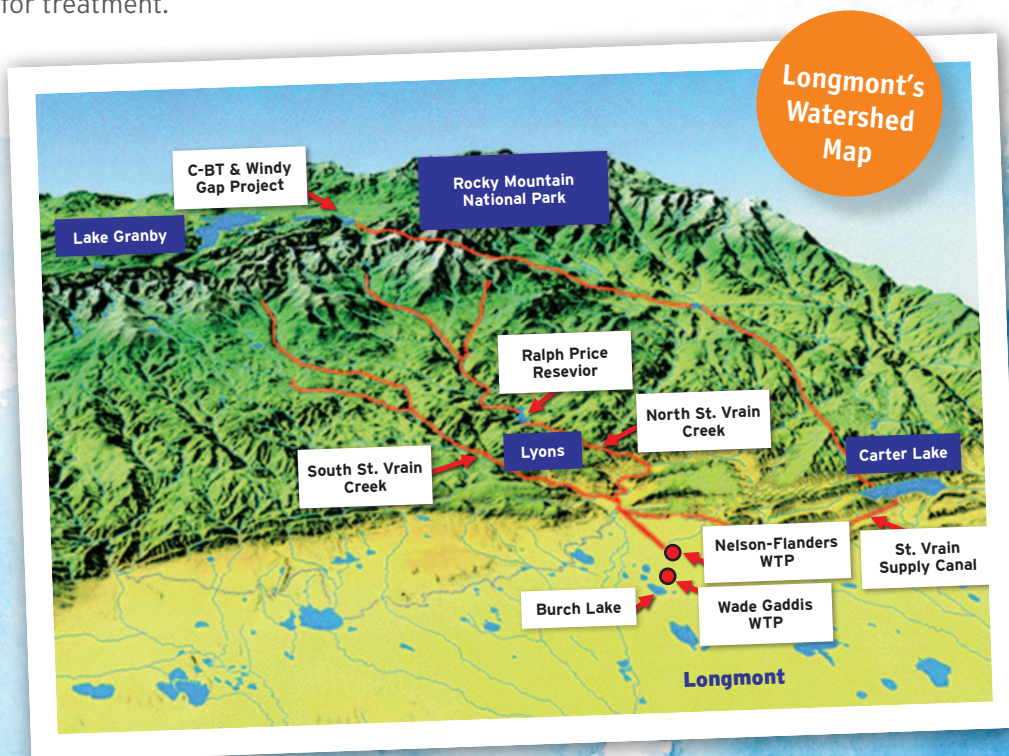 for treatment.
Longmont's
Watershed
Map
C-BT & Windy
Gap Project
Rocky Mountain
National Park
Lake Granby
Ralph Price
Resevior
North St. Vrain
Creek
Lyons
Carter Lake
South St. Vrain
Creek
Nelson-Flanders
WTP
St. Vrain
Supply Canal
Burch Lake
Wade Gaddis
WTP
Longmont